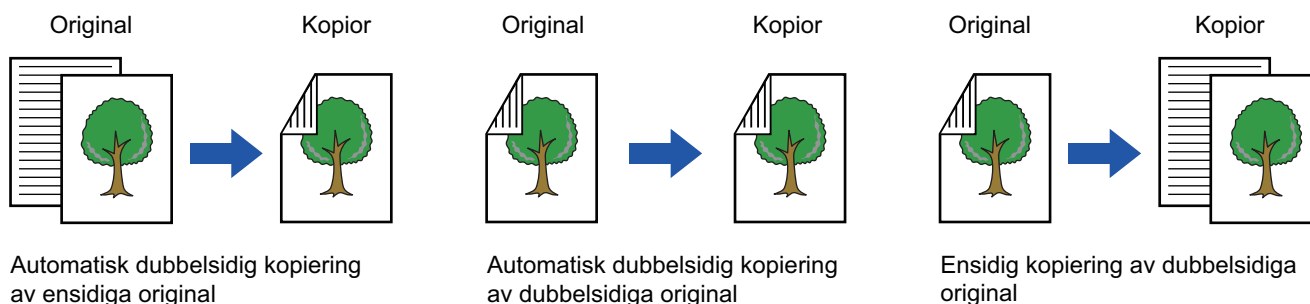 Original
Kopior
Original
Kopior
Original
Kopior
Automatisk dubbelsidig kopiering
av ensidiga original
Automatisk dubbelsidig kopiering
av dubbelsidiga original
Ensidig kopiering av dubbelsidiga
original